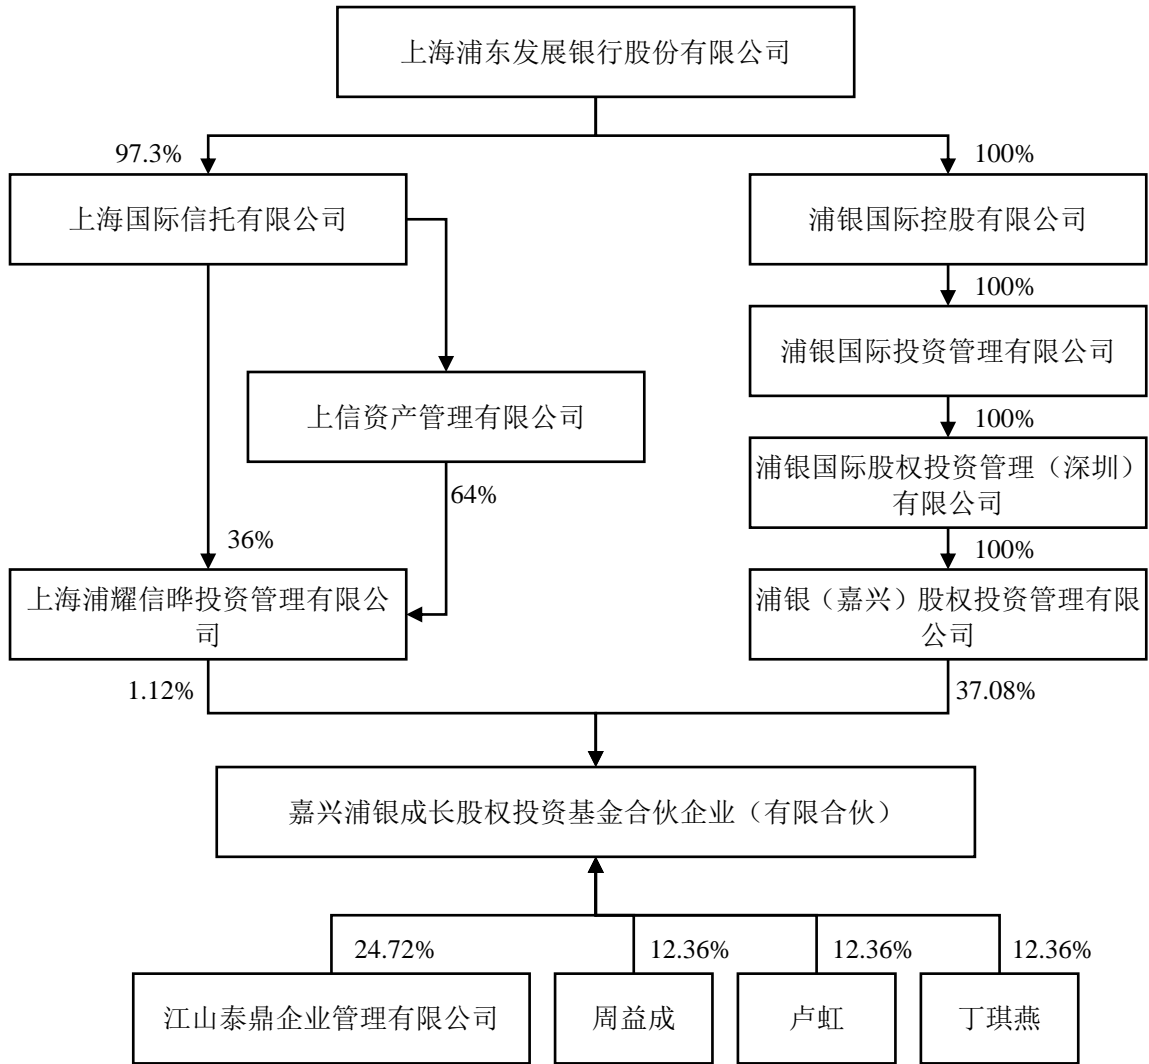 上海浦东发展银行股份有限公司
97.3%
100%
上海国际信托有限公司
浦银国际控股有限公司
100%
浦银国际投资管理有限公司
上信资产管理有限公司
100%
浦银国际股权投资管理（深圳）
有限公司
64%
36%
100%
上海浦耀信晔投资管理有限公
司
浦银（嘉兴）股权投资管理有限
公司
1.12%
37.08%
嘉兴浦银成长股权投资基金合伙企业（有限合伙）
24.72%
12.36%
12.36%
12.36%
江山泰鼎企业管理有限公司
周益成
卢虹
丁琪燕